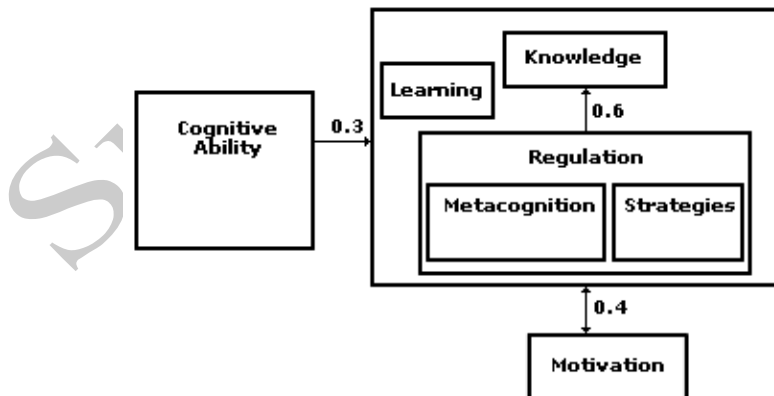 Knowledge
Learning
0.6
Cognitive
Ability
0.3
Regulation
Metacognition
Strategies
0.4
Motivation